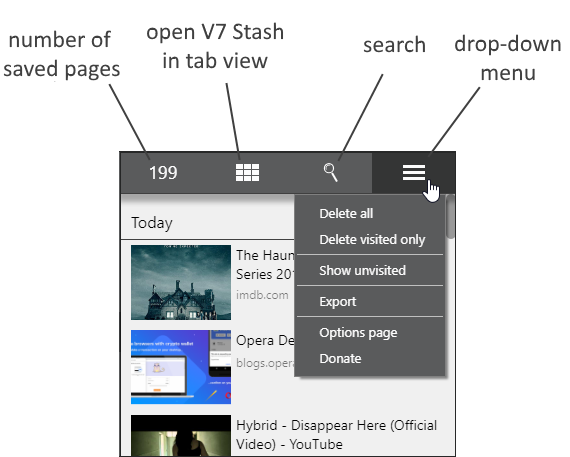 number of
saved pages
open V7 Stash
in tab view
search
drop-down
menu
199
Today
The Haun
Series 201
imdb.com
Opera De
blogs.opera
Hybrid - Disappear Here (Official
Video) - YouTube
Delete all
Delete visited only
Show unvisited
Export
Options page
Donate